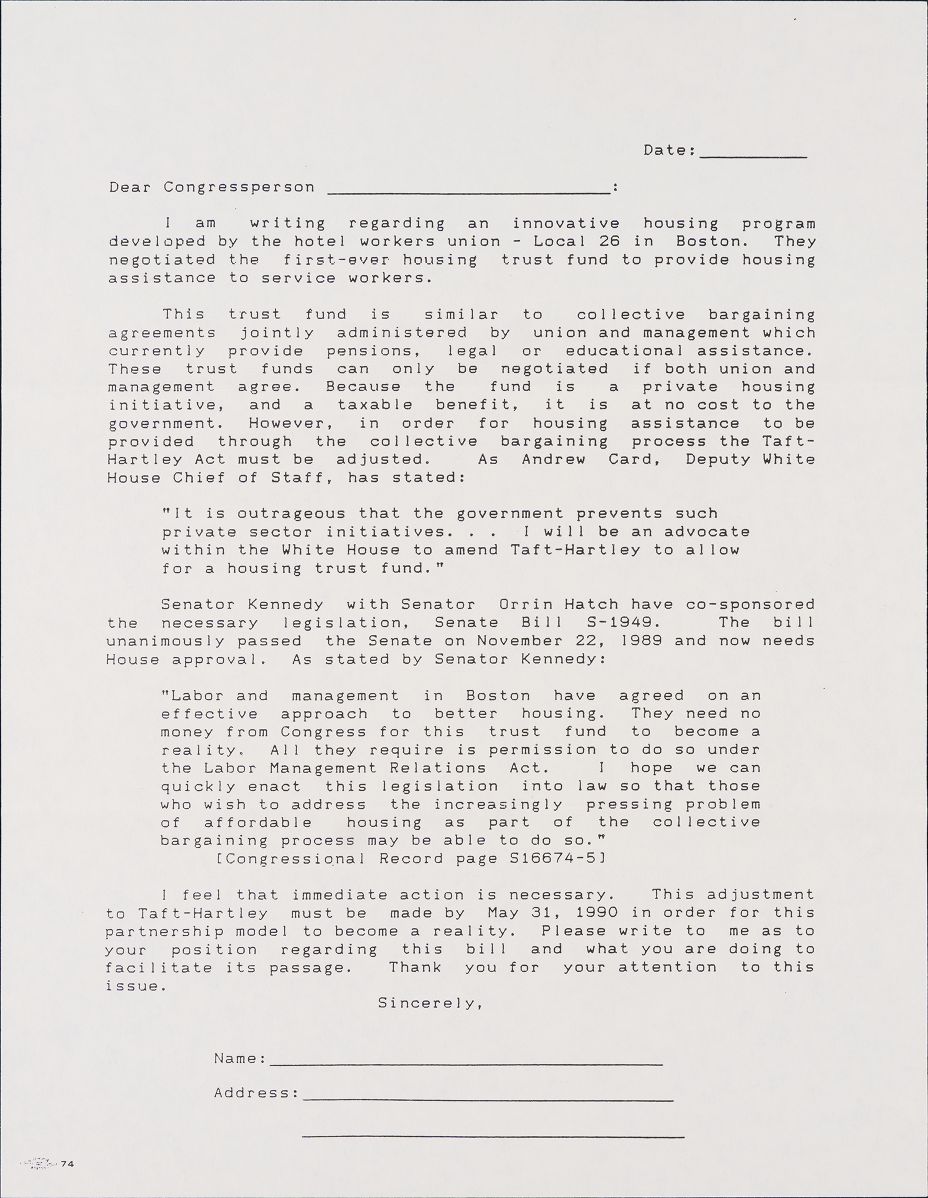 Date:__________
Dear Congressperson __________________________:
I am writing regarding an innovative housing program
developed by the hotel workers union - Local 26 in Boston. They
negotiated the first-ever housing trust fund to provide housing
assistance to service workers.
This trust fund is similar to collective bargaining
agreements jointly administered by union and management which
currently provide pensions, legal or educational assistance.
These trust funds can only be negotiated if both union and
management agree. Because the fund is a private housing
initiative, and a taxable benefit, it is at no cost to the
government. However, in order for housing assistance to be
provided through the collective bargaining process the Taft-
Hartley Act must be adjusted. As Andrew Card, Deputy White
House Chief of Staff, has stated:
"It is outrageous that the government prevents such
private sector initiatives. . . I will be an advocate
within the White House to amend Taft-Hartley to allow
for a housing trust fund."
Senator Kennedy with Senator Orrin Hatch have co-sponsored
the necessary legislation, Senate Bill S-1949. The bill
unanimously passed the Senate on November 22, 1989 and now needs
House approval. As stated by Senator Kennedy:
"Labor and management in Boston have agreed on an
effective approach to better housing. They need no
money from Congress for this trust fund to become a
reality. All they require is permission to do so under
the Labor Management Relations Act. I hope we can
quickly enact this legislation into law so that those
who wish to address the increasingly pressing problem
of affordable housing as part of the collective
bargaining process may be able to do so."
[Congressional Record page S16674-5]
I feel that immediate action is necessary. This adjustment
to Taft-Hartley must be made by May 31, 1990 in order for this
partnership model to become a reality. Please write to me as to
your position regarding this bill and what you are doing to
facilitate its passage. Thank you for your attention to this
issue.
Sincerely,
Name:____________________________________
Address:__________________________________
74